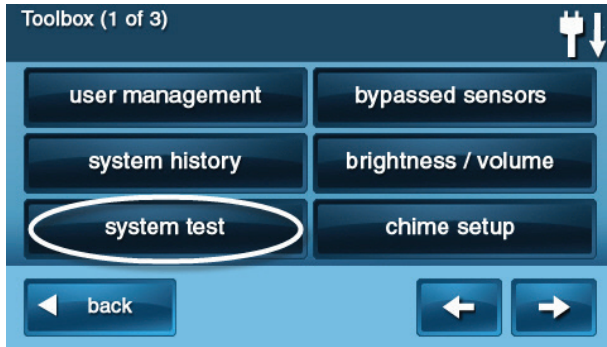 Toolbox (1 of 3)
user management
bypassed sensors
system history
brightness / volume
system test
chime setup
back